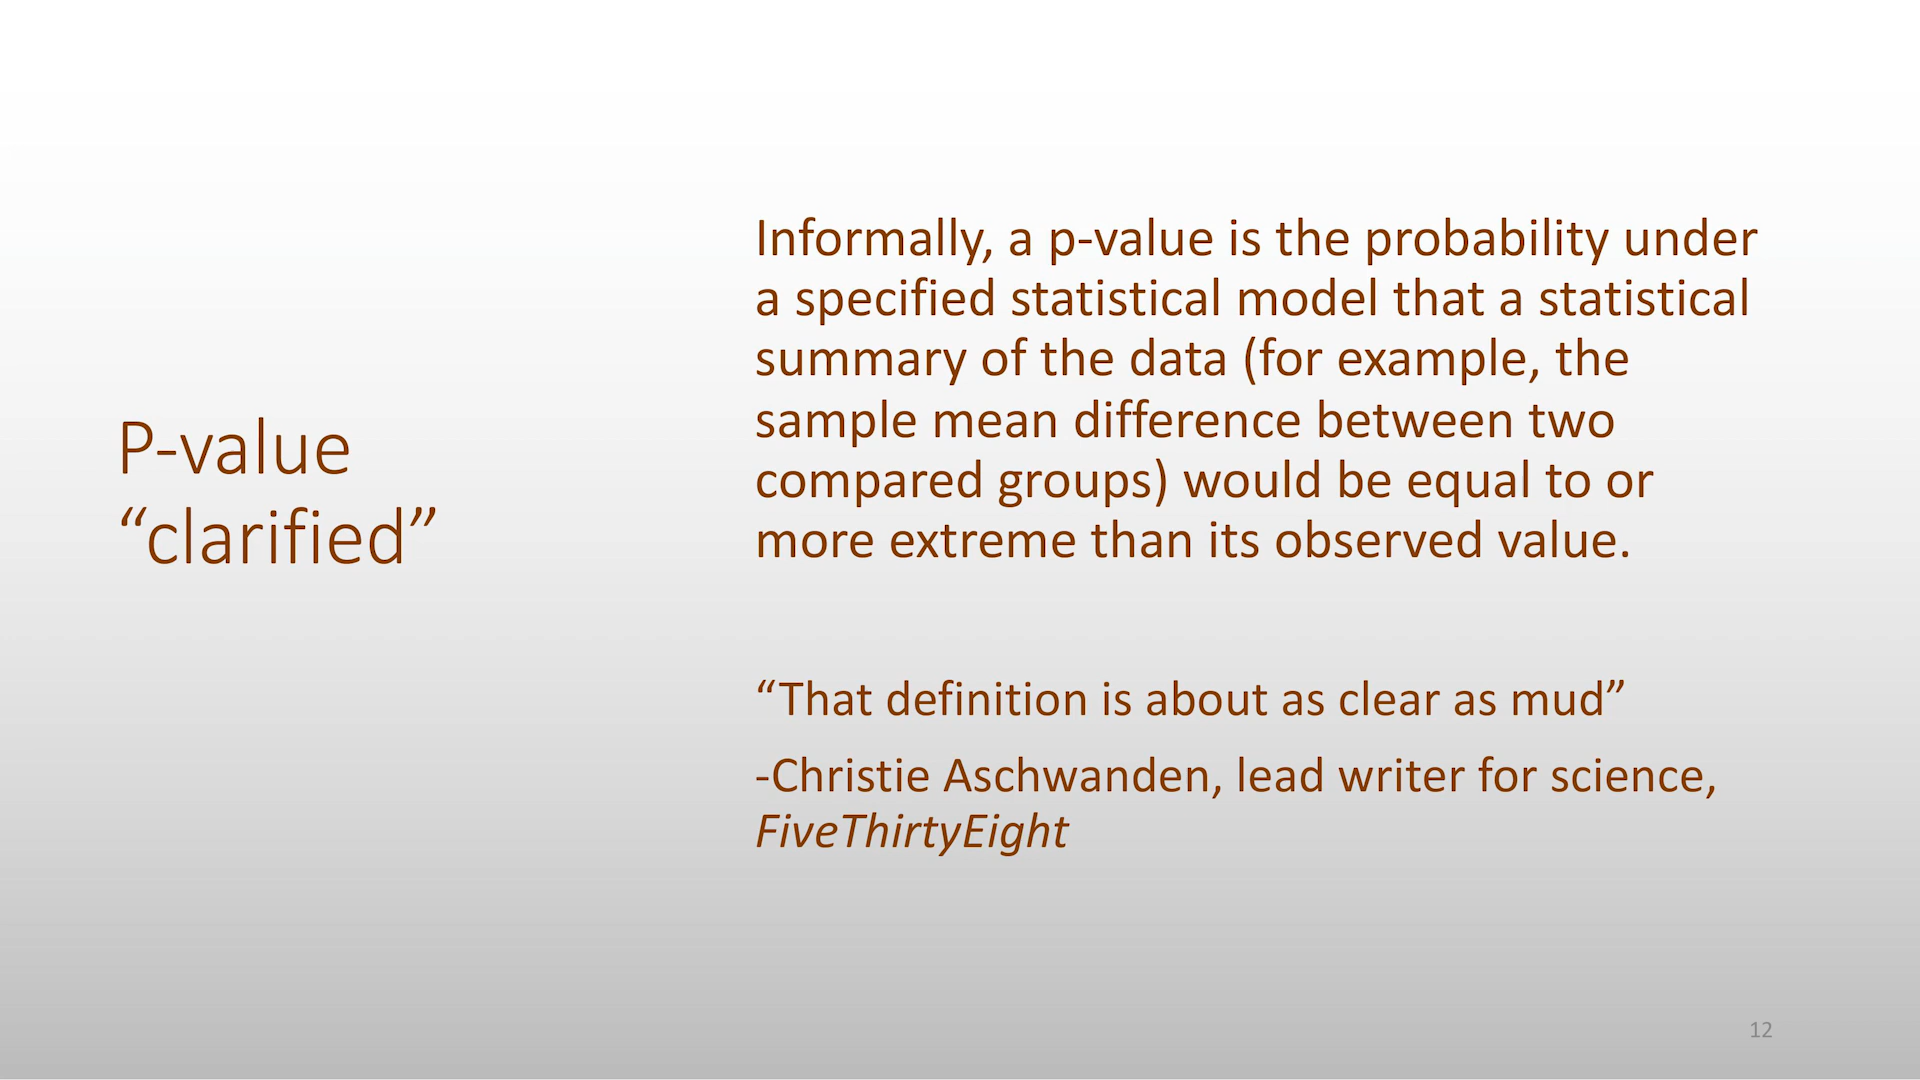 P-value
“clarified”
Informally, a p-value is the probability under
a specified statistical model that a statistical
summary of the data (for example, the
sample mean difference between two
compared groups) would be equal to or
more extreme than its observed value.
“That definition is about as clear as mud”
-Christie Aschwanden, lead writer for science,
FiveThirtyEight
12